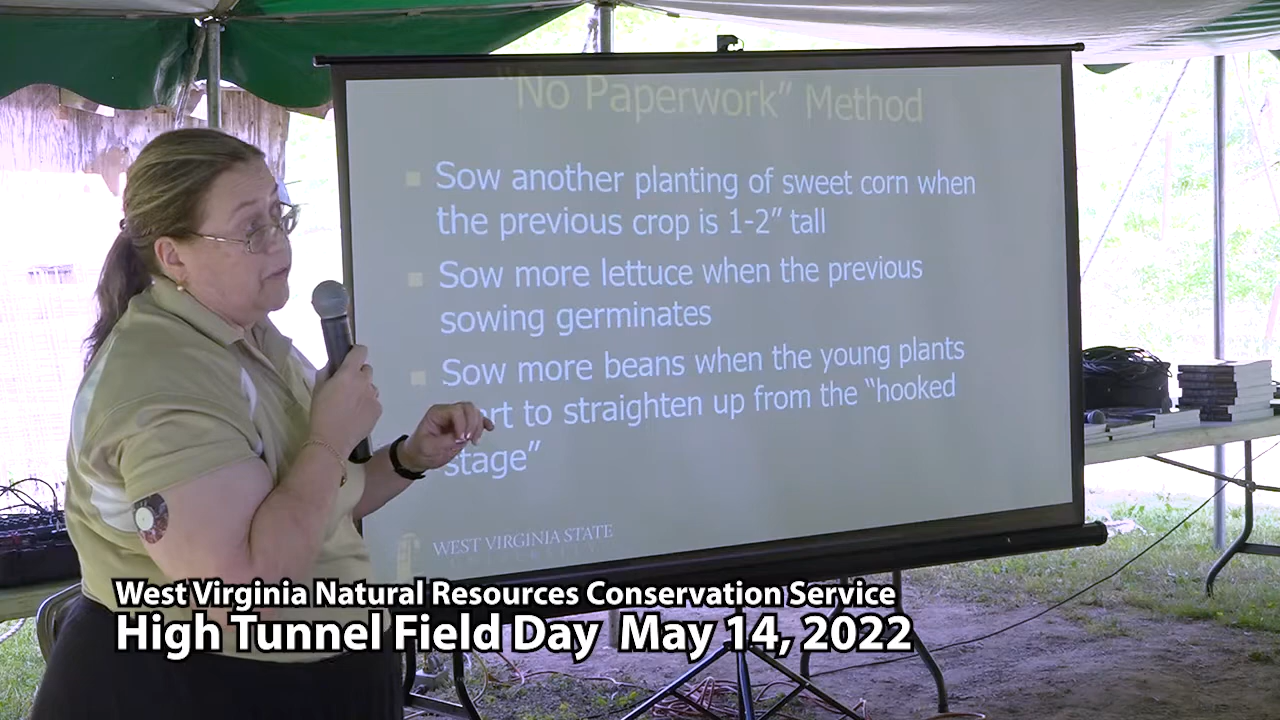 "No Paperwork" Method
Sow another planting of sweet corn when
the previous crop is 1-2" tall
Sow more lettuce when the previous
sowing germinates
Sow more beans when the young plants
to straighten up from the "hooked
stage"
WEST VIRGINIA STATE
West Virginia Natural Resources Conservation Service
High Tunnel Field Day May 14, 2022